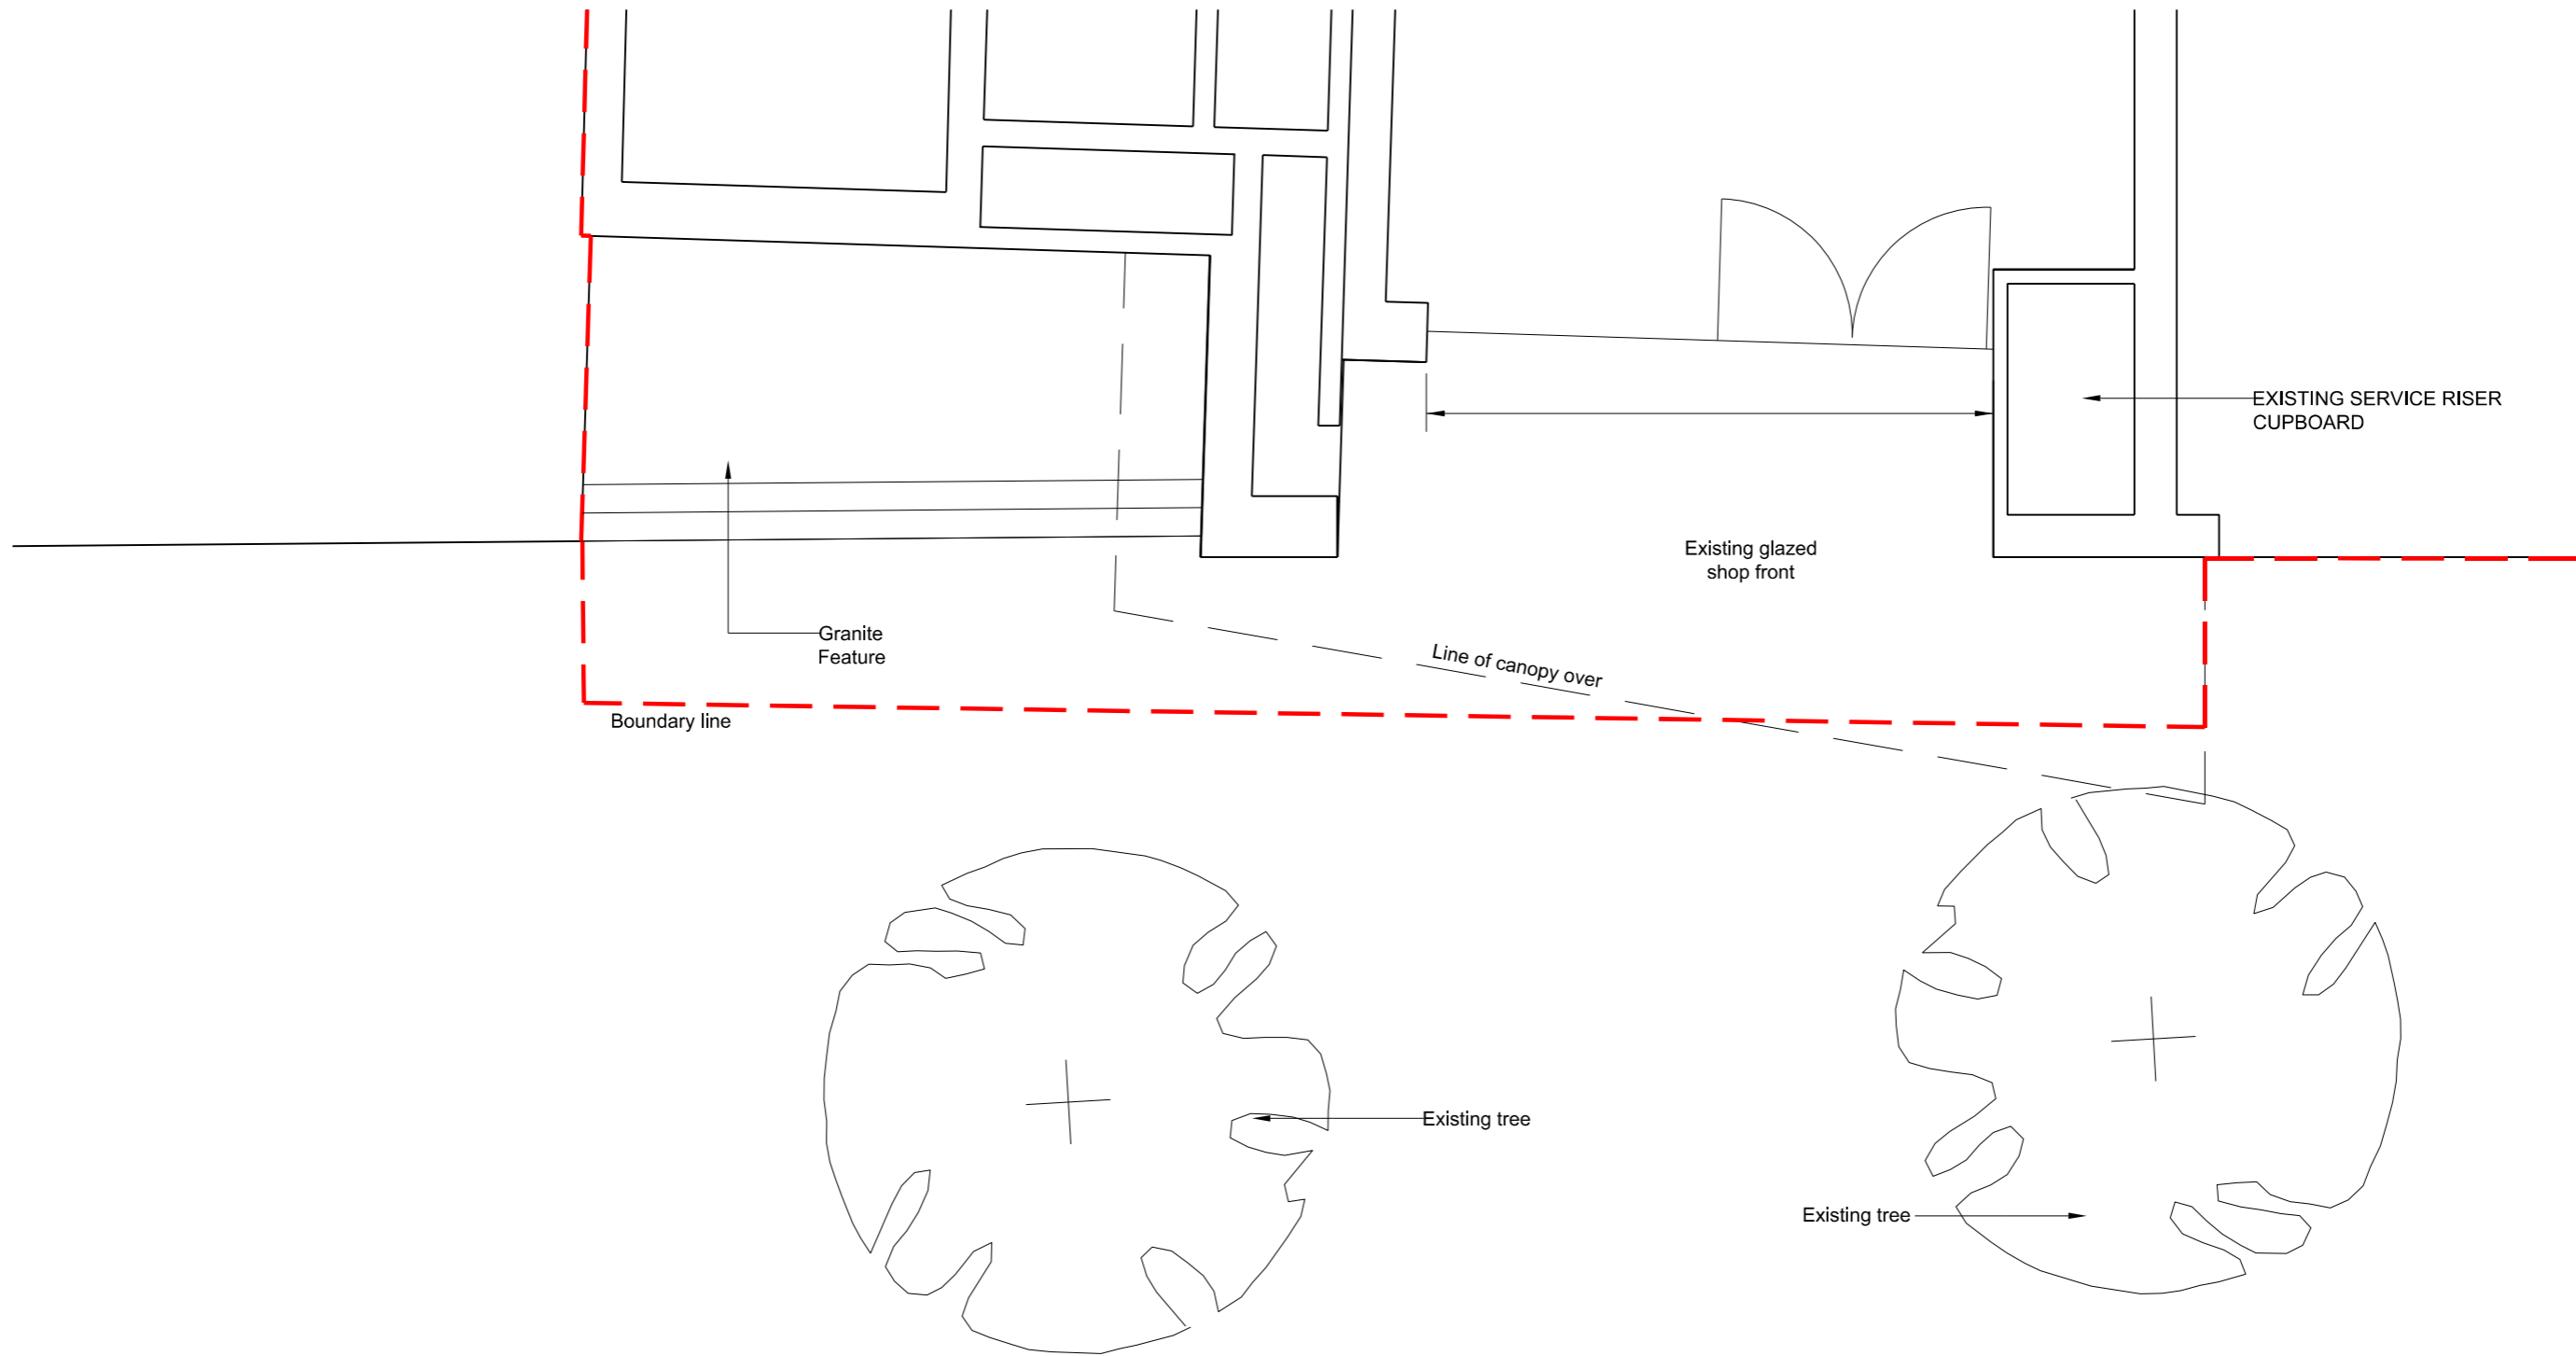 EXISTING SERVICE RISER
CUPBOARD
Existing glazed
shop front
Granite
Feature
Line of canopy over
Boundary line
Existing tree
Existing tree